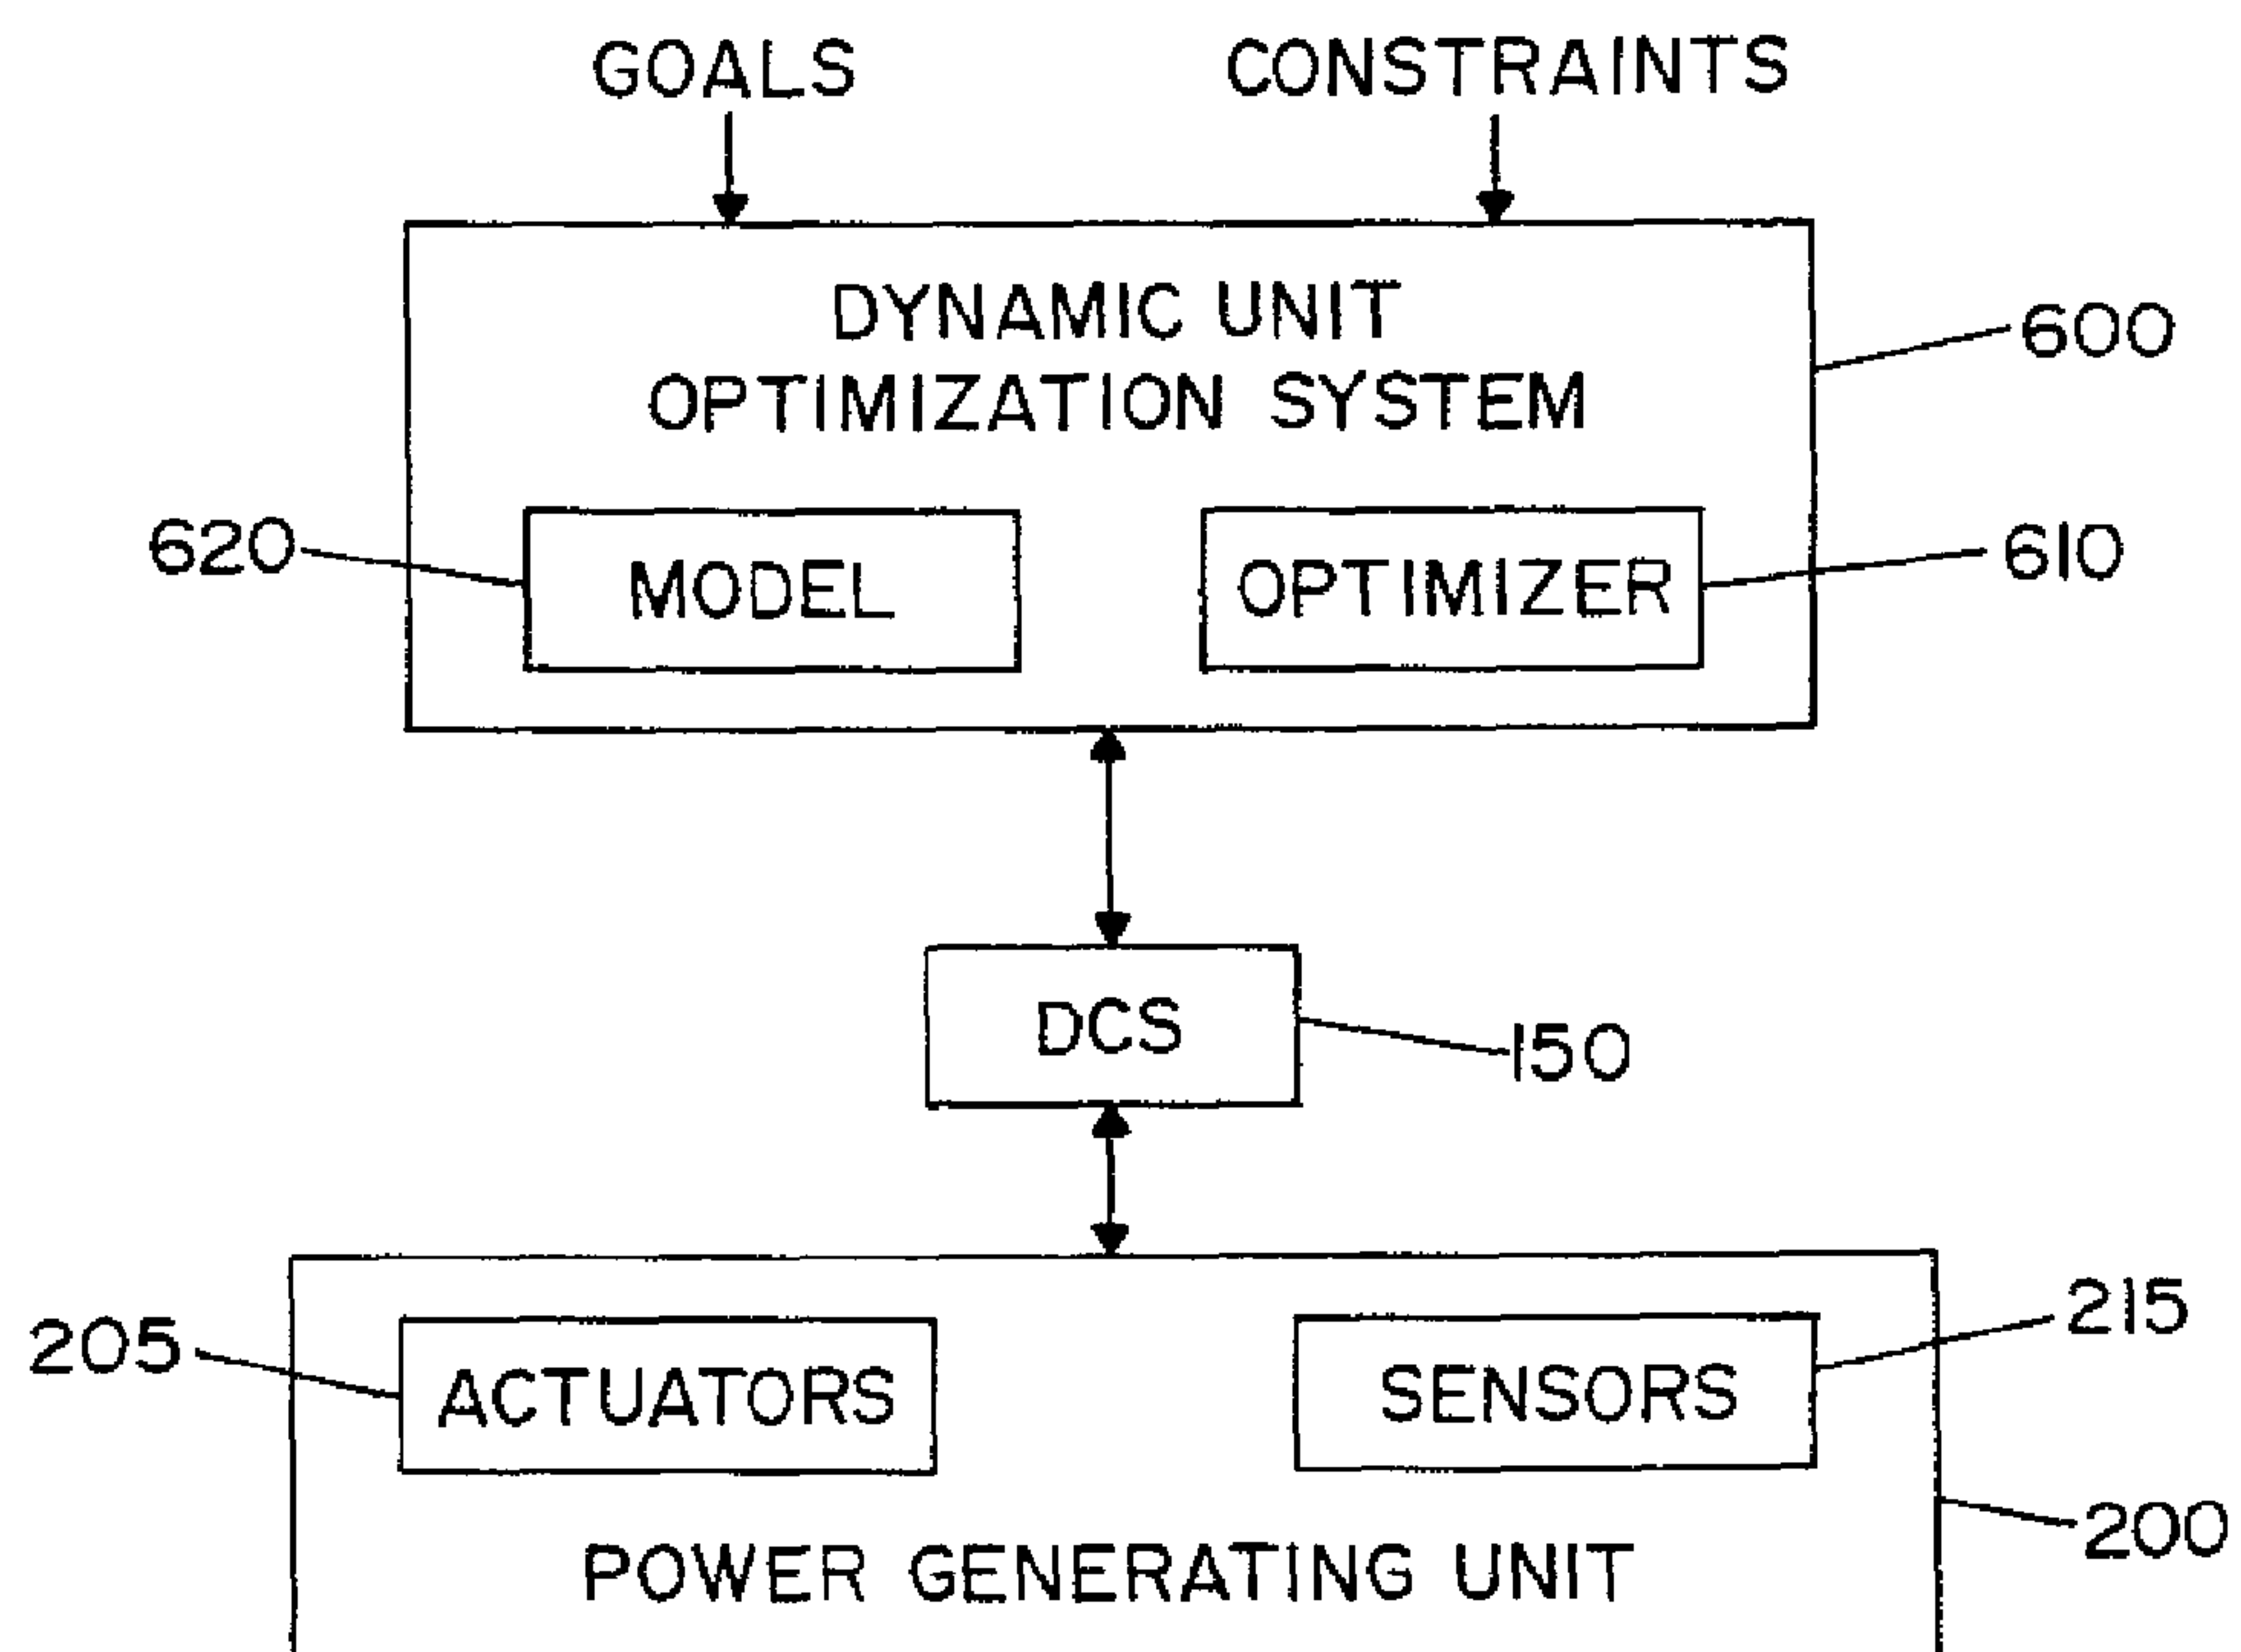 GOALS CONSTRAINTS
DYNAMIC UNIT
OPTIMIZATION SYSTEM
600
620
MODEL
OPTIMIZER
610
DCS
150
205
ACTUATORS
SENSORS
215
POWER GENERATING UNIT
200